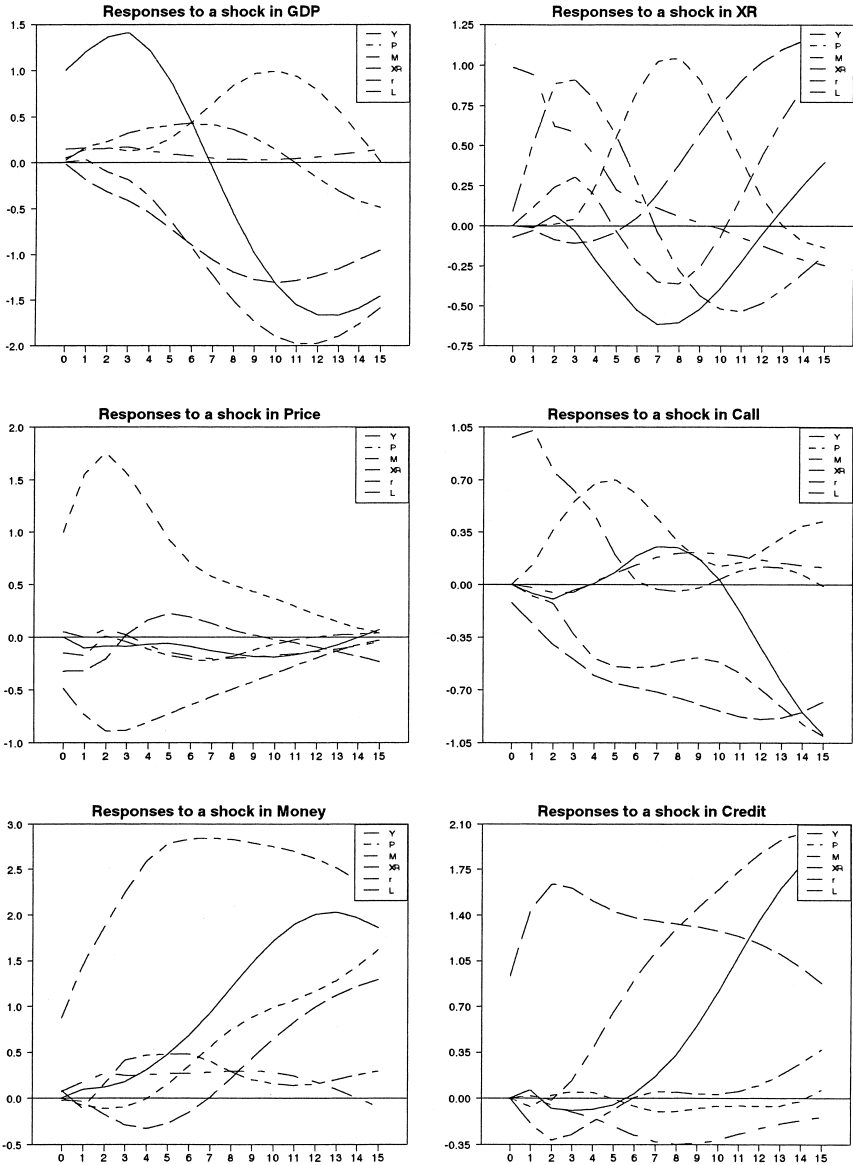 Responses to a shock in GDP
1.5
1.0
0.5
0.0
-0.5
-1.0
-1.5
-2.0
0 1 2 3 4 5 6 7 8 9 10 11 12 13 14 15
Y
P
M
XR
r
L
Responses to a shock in XR
1.25
1.00
0.75
0.50
0.25
0.00
-0.25
-0.50
-0.75
0 1 2 3 4 5 6 7 8 9 10 11 12 13 14 15
Y
P
M
XR
r
L
Responses to a shock in Price
2.0
1.5
1.0
0.5
0.0
-0.5
-1.0
0 1 2 3 4 5 6 7 8 9 10 11 12 13 14 15
Y
P
M
XR
r
L
Responses to a shock in Call
1.05
0.70
0.35
0.00
-0.35
-0.70
-1.05
0 1 2 3 4 5 6 7 8 9 10 11 12 13 14 15
Y
P
M
XR
r
L
Responses to a shock in Money
3.0
2.5
2.0
1.5
1.0
0.5
0.0
-0.5
0 1 2 3 4 5 6 7 8 9 10 11 12 13 14 15
Y
P
M
XR
r
L
Responses to a shock in Credit
2.10
1.75
1.40
1.05
0.70
0.35
0.00
-0.35
0 1 2 3 4 5 6 7 8 9 10 11 12 13 14 15
Y
P
M
XR
r
L